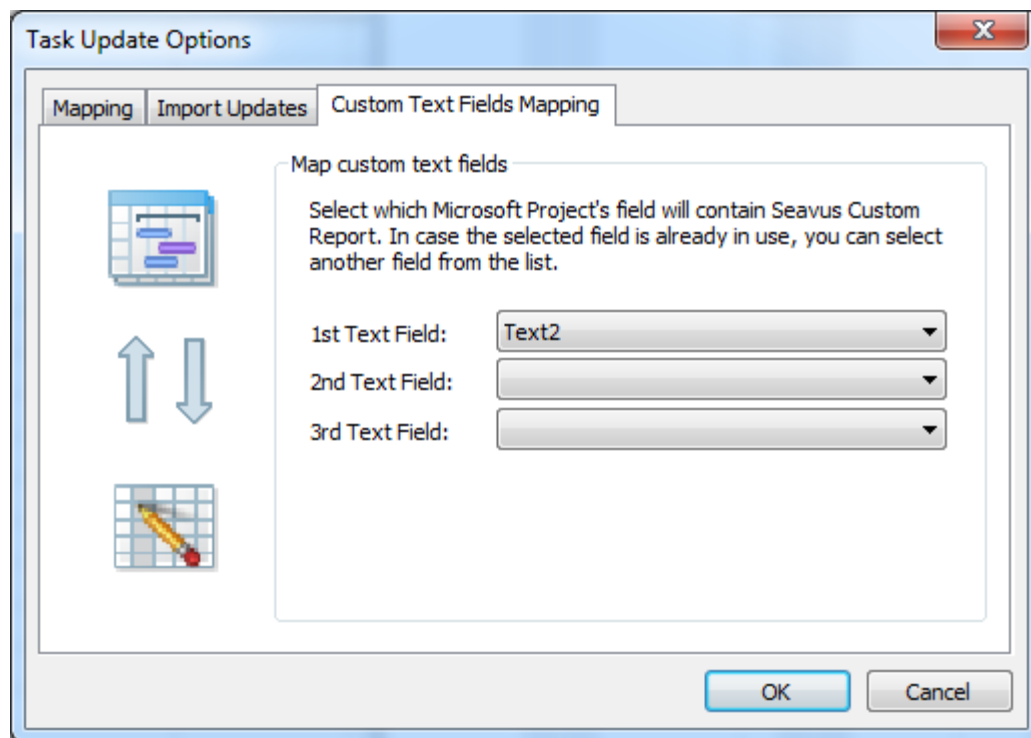 Task Update Options
Mapping
Import Updates
Custom Text Fields Mapping
Map custom text fields
Select which Microsoft Project's field will contain Seavus Custom
Report. In case the selected field is already in use, you can select
another field from the list.
1st Text Field:
Text2
2nd Text Field:
3rd Text Field:
OK
Cancel